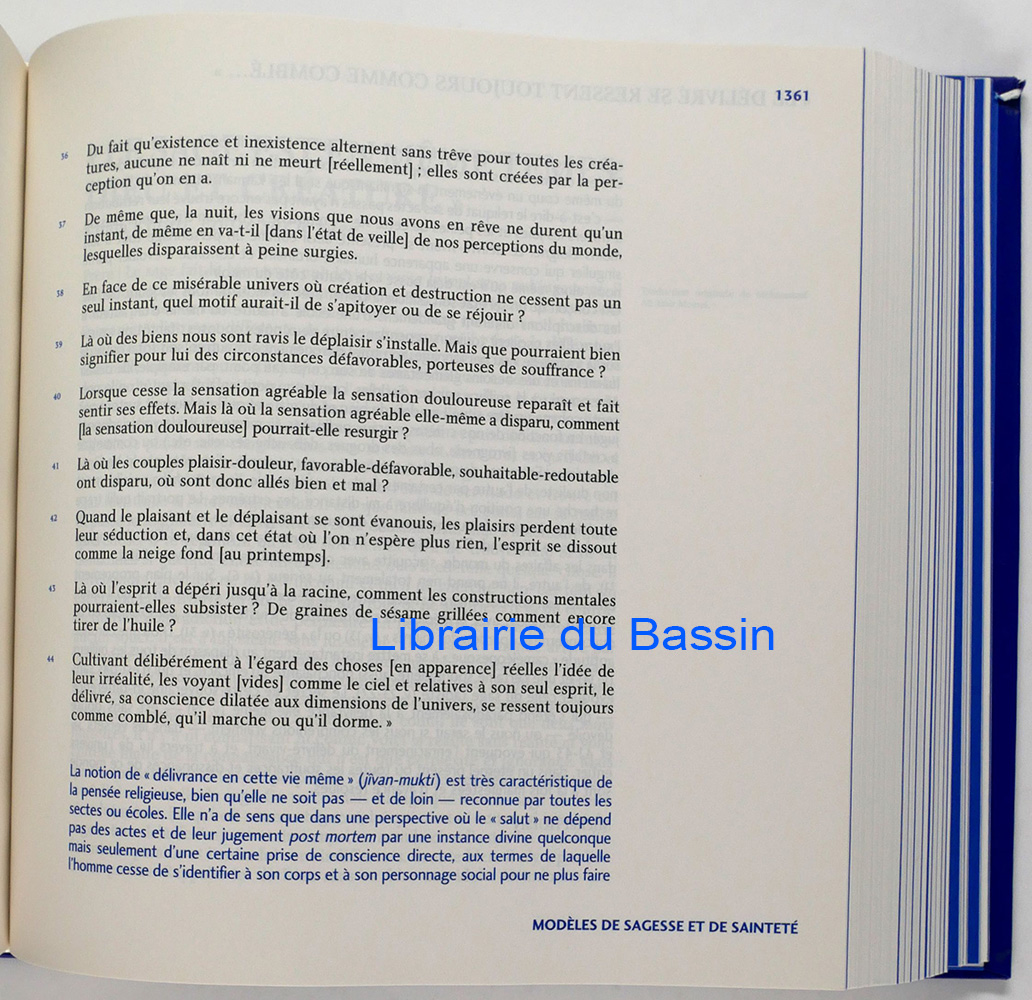 1361
36 Du fait qu'existence et inexistence alternent sans trêve pour toutes les créa-
tures, aucune ne naît ni ne meurt [réellement] ; elles sont créées par la per-
ception qu'on en a.
37 De même que, la nuit, les visions que nous avons en rêve ne durent qu'un
instant, de même en va-t-il [dans l'état de veille] de nos perceptions du monde,
lesquelles disparaissent à peine surgies.
38 En face de ce misérable univers où création et destruction ne cessent pas un
seul instant, quel motif aurait-il de s'apitoyer ou de se réjouir ?
39 Là où des biens nous sont ravis le déplaisir s'installe. Mais que pourraient bien
signifier pour lui des circonstances défavorables, porteuses de souffrance ?
40 Lorsque cesse la sensation agréable la sensation douloureuse reparaît et fait
sentir ses effets. Mais là où la sensation agréable elle-même a disparu, comment
[la sensation douloureuse] pourrait-elle resurgir ?
41 Là où les couples plaisir-douleur, favorable-défavorable, souhaitable-redoutable
ont disparu, où sont donc allés bien et mal ?
42 Quand le plaisant et le déplaisant se sont évanouis, les plaisirs perdent toute
leur séduction et, dans cet état où l'on n'espère plus rien, l'esprit se dissout
comme la neige fond [au printemps].
43 Là où l'esprit a dépéri jusqu'à la racine, comment les constructions mentales
pourraient-elles subsister ? De graines de sésame grillées comment encore
tirer de l'huile ?
Librairie du Bassin
44 Cultivant délibérément à l'égard des choses [en apparence] réelles l'idée de
leur irréalité, les voyant [vides] comme le ciel et relatives à son seul esprit, le
délivré, sa conscience dilatée aux dimensions de l'univers, se ressent toujours
comme comblé, qu'il marche ou qu'il dorme. »
La notion de « délivrance en cette vie même » (jīvan-mukti) est très caractéristique de
la pensée religieuse, bien qu'elle ne soit pas — et de loin — reconnue par toutes les
sectes ou écoles. Elle n'a de sens que dans une perspective où le « salut » ne dépend
pas des actes et de leur jugement post mortem par une instance divine quelconque
mais seulement d'une certaine prise de conscience directe, aux termes de laquelle
l'homme cesse de s'identifier à son corps et à son personnage social pour ne plus faire
MODÈLES DE SAGESSE ET DE SAINTETÉ